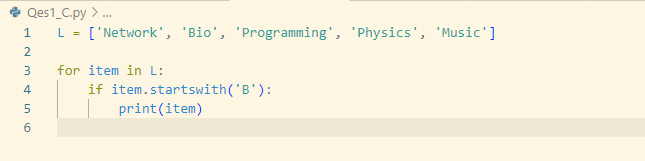 Qes1_C.py > ...
1 L = ['Network', 'Bio', 'Programming', 'Physics', 'Music']
2
3 for item in L:
4     if item.startswith('B'):
5         print(item)
6